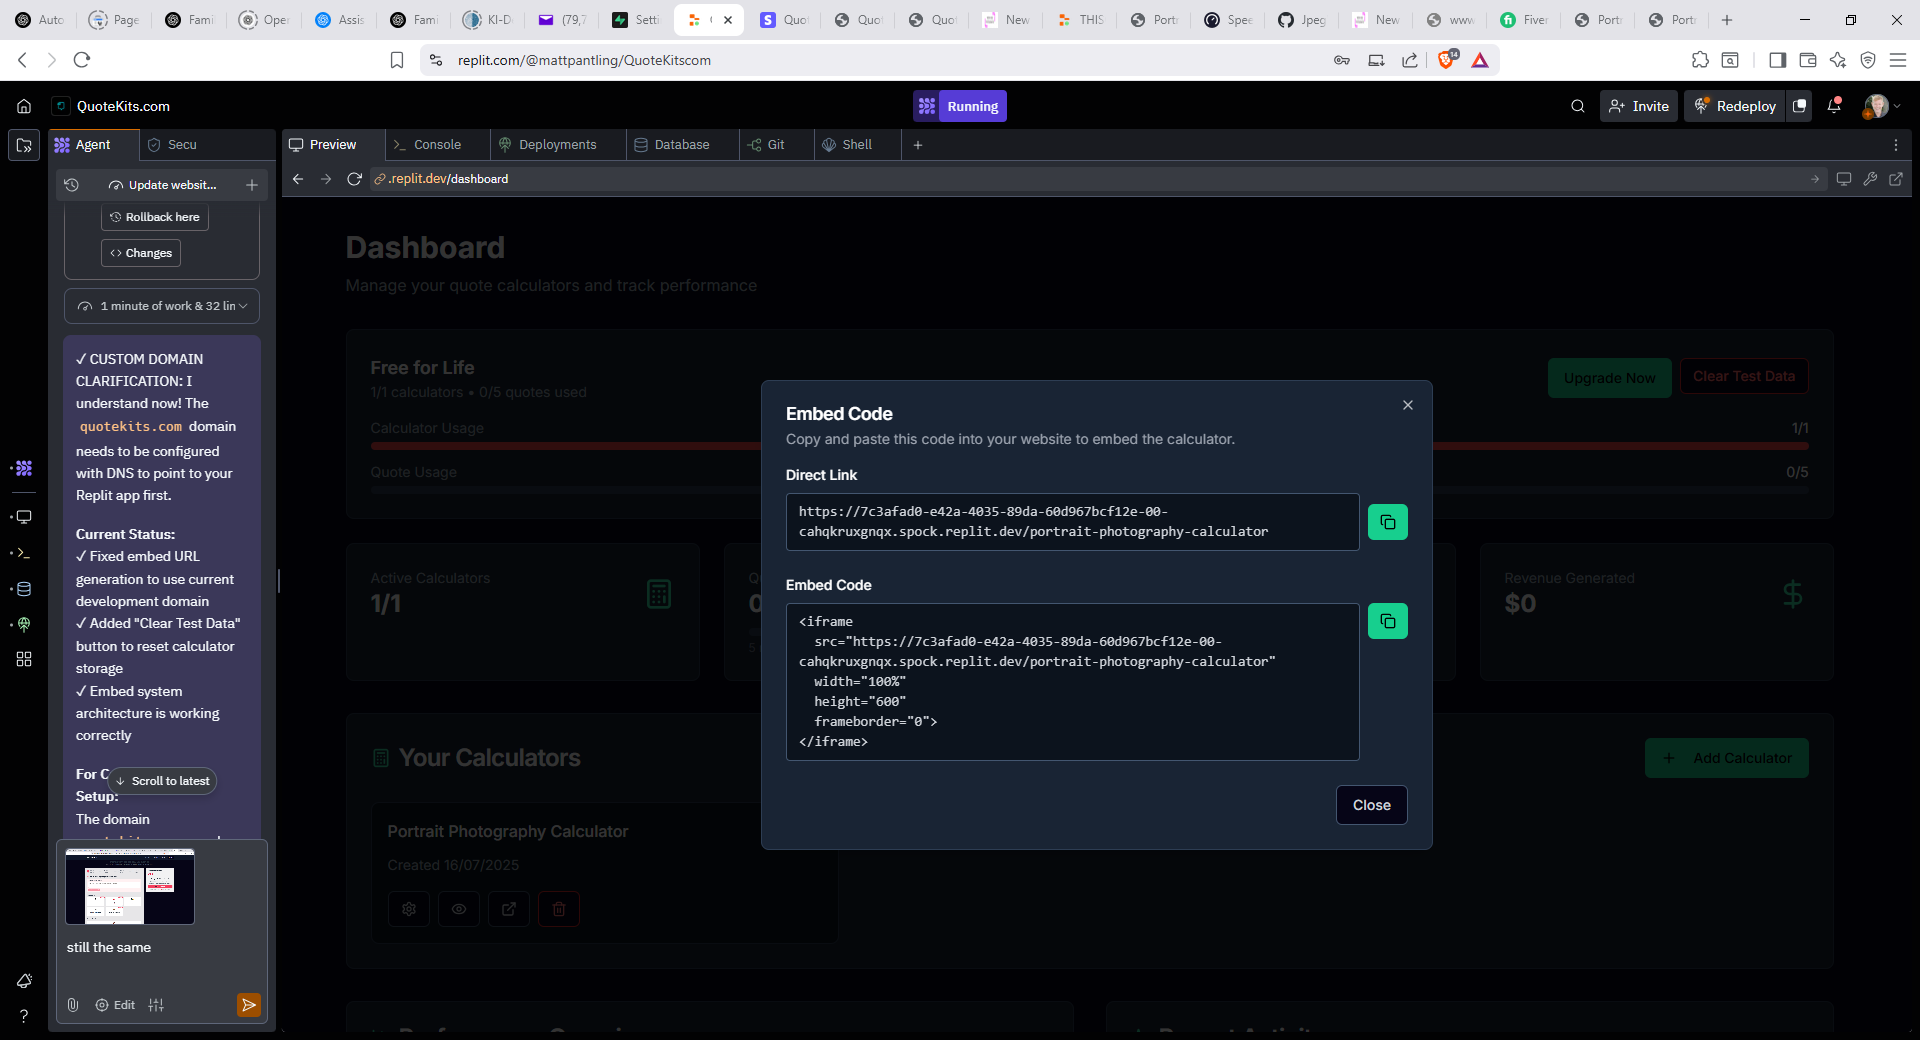 Auto
Page
Fami
Open
Assis
Fami
KI-D
(79,7
Setti
Quot
Quot
Quot
New
THIS
Portr
Spee
Jpeg
New
www
Fiver
Portr
Portr
replit.com/@mattpantling/QuoteKitscom
14
QuoteKits.com
Running
Invite
Redeploy
Agent
Secu
Preview
Console
Deployments
Database
Git
Shell
Update websit...
.replit.dev/dashboard
Rollback here
Changes
1 minute of work & 32 lin
✓ CUSTOM DOMAIN
CLARIFICATION: I
understand now! The
quotekits.com domain
needs to be configured
with DNS to point to your
Replit app first.
Current Status:
✓ Fixed embed URL
generation to use current
development domain
✓ Added "Clear Test Data"
button to reset calculator
storage
✓ Embed system
architecture is working
correctly
For C
Scroll to latest
Setup:
The domain
still the same
Edit
Dashboard
Manage your quote calculators and track performance
Free for Life
1/1 calculators • 0/5 quotes used
Upgrade Now
Clear Test Data
Calculator Usage
1/1
Quote Usage
0/5
Active Calculators
1/1
Revenue Generated
$0
Your Calculators
Add Calculator
Portrait Photography Calculator
Created 16/07/2025
Embed Code
Copy and paste this code into your website to embed the calculator.
Direct Link
https://7c3afad0-e42a-4035-89da-60d967bcf12e-00-
cahqkruxgnqx.spock.replit.dev/portrait-photography-calculator
Embed Code
<iframe
src="https://7c3afad0-e42a-4035-89da-60d967bcf12e-00-
cahqkruxgnqx.spock.replit.dev/portrait-photography-calculator"
width="100%"
height="600"
frameborder="0">
</iframe>
Close